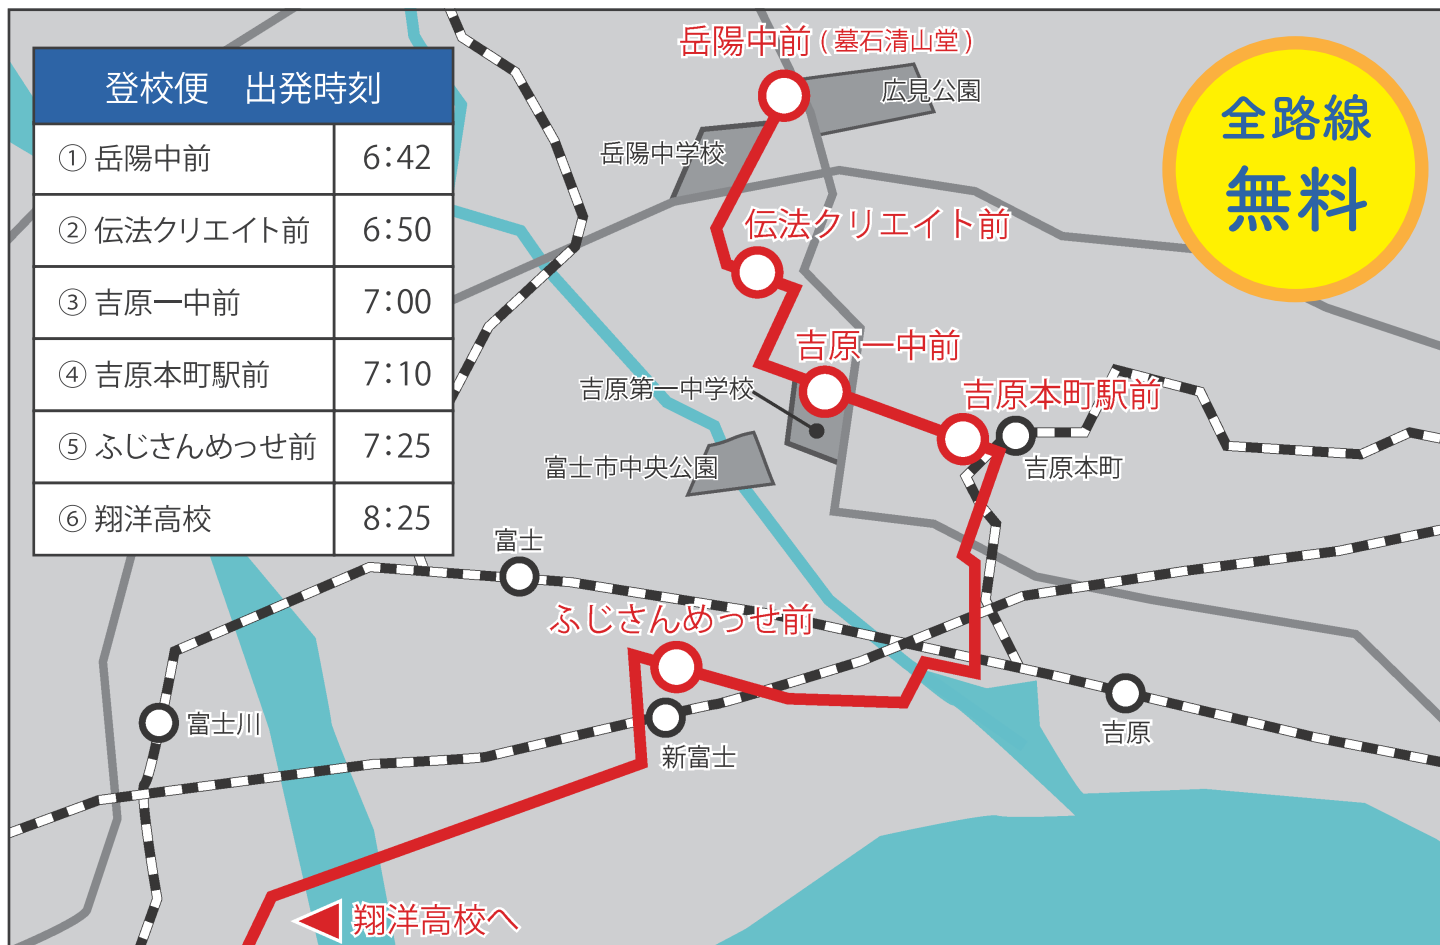 登校便　出発時刻
① 岳陽中前 6:42
② 伝法クリエイト前 6:50
③ 吉原一中前 7:00
④ 吉原本町駅前 7:10
⑤ ふじさんめっせ前 7:25
⑥ 翔洋高校 8:25
岳陽中前（墓石清山堂）
広見公園
岳陽中学校
全路線
無料
伝法クリエイト前
吉原一中前
吉原第一中学校
吉原本町駅前
吉原本町
富士市中央公園
富士
ふじさんめっせ前
富士川
新富士
吉原
翔洋高校へ